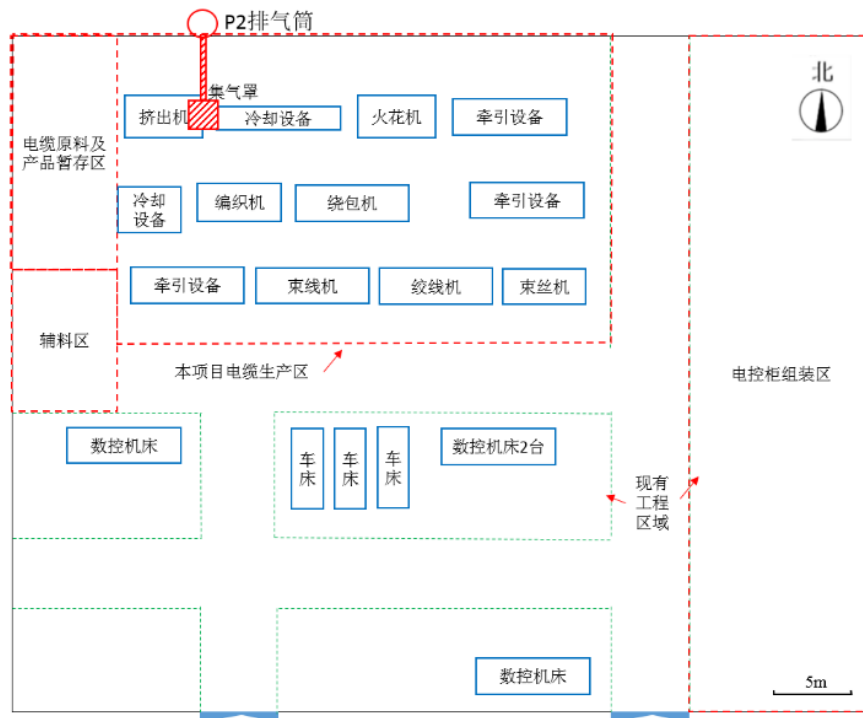 P2排气筒
北
集气罩
挤出机
冷却设备
火花机
牵引设备
电缆原料及
产品暂存区
冷却
设备
编织机
绕包机
牵引设备
牵引设备
束线机
绞线机
束丝机
辅料区
本项目电缆生产区
电控柜组装区
数控机床
车
床
车
床
车
床
数控机床2台
现有
工程
区域
数控机床
5m